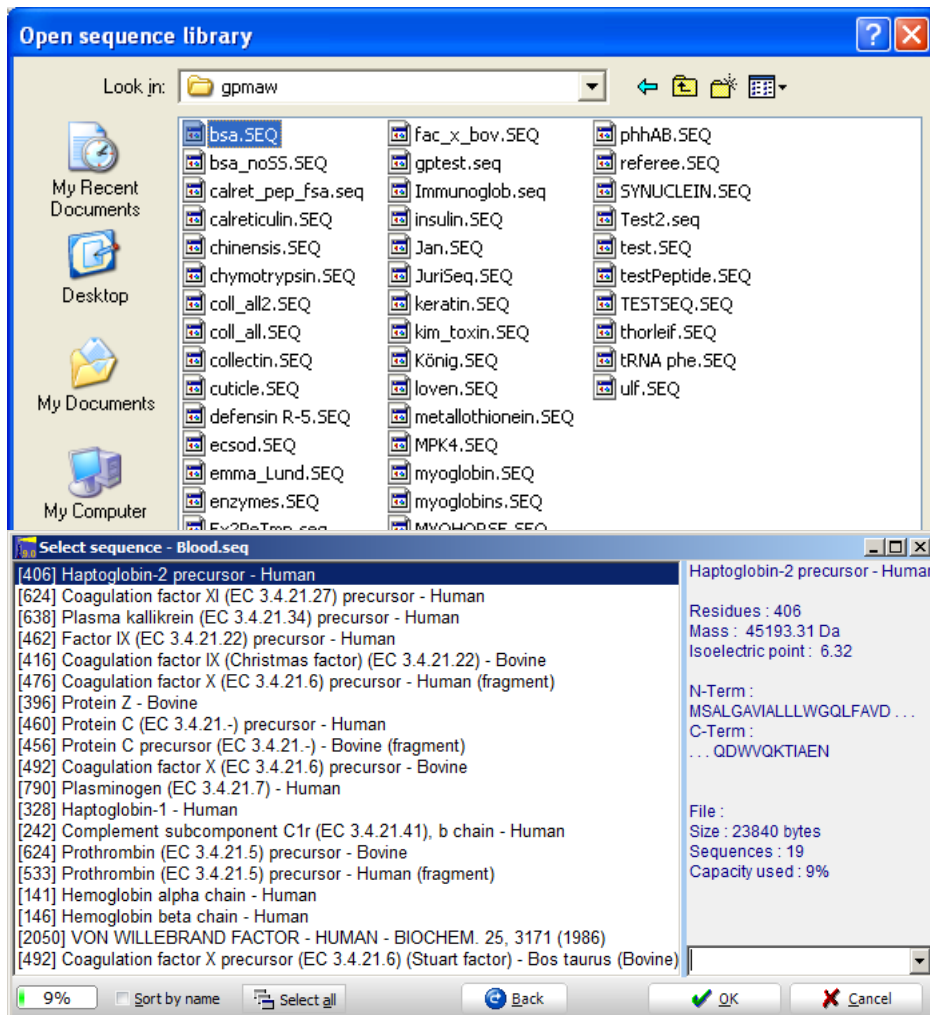 Open sequence library
Look in: gpmaw
My Recent
Documents
Desktop
My Documents
My Computer
bsa.SEQ
bsa_noSS.SEQ
calret_pep_fsa.seq
calreticulin.SEQ
chinensis.SEQ
chymotrypsin.SEQ
coll_all2.SEQ
coll_all.SEQ
collectin.SEQ
cuticle.SEQ
defensin R-5.SEQ
ecsod.SEQ
emma_Lund.SEQ
enzymes.SEQ
Ex2PeTmp.seq
fac_x_bov.SEQ
gptest.seq
Immunoglob.seq
insulin.SEQ
Jan.SEQ
JuriSeq.SEQ
keratin.SEQ
kim_toxin.SEQ
König.SEQ
loven.SEQ
metallothionein.SEQ
MPK4.SEQ
myoglobin.SEQ
myoglobins.SEQ
MYOHORSE.SEQ
phhAB.SEQ
referee.SEQ
SYNUCLEIN.SEQ
Test2.seq
test.SEQ
testPeptide.SEQ
TESTSEQ.SEQ
thorleif.SEQ
tRNA phe.SEQ
ulf.SEQ
9.0 Select sequence - Blood.seq
[406] Haptoglobin-2 precursor - Human
[624] Coagulation factor XI (EC 3.4.21.27) precursor - Human
[638] Plasma kallikrein (EC 3.4.21.34) precursor - Human
[462] Factor IX (EC 3.4.21.22) precursor - Human
[416] Coagulation factor IX (Christmas factor) (EC 3.4.21.22) - Bovine
[476] Coagulation factor X (EC 3.4.21.6) precursor - Human (fragment)
[396] Protein Z - Bovine
[460] Protein C (EC 3.4.21.-) precursor - Human
[456] Protein C precursor (EC 3.4.21.-) - Bovine (fragment)
[492] Coagulation factor X (EC 3.4.21.6) precursor - Bovine
[790] Plasminogen (EC 3.4.21.7) - Human
[328] Haptoglobin-1 - Human
[242] Complement subcomponent C1r (EC 3.4.21.41), b chain - Human
[624] Prothrombin (EC 3.4.21.5) precursor - Bovine
[533] Prothrombin (EC 3.4.21.5) precursor - Human (fragment)
[141] Hemoglobin alpha chain - Human
[146] Hemoglobin beta chain - Human
[2050] VON WILLEBRAND FACTOR - HUMAN - BIOCHEM. 25, 3171 (1986)
[492] Coagulation factor X precursor (EC 3.4.21.6) (Stuart factor) - Bos taurus (Bovine)
Haptoglobin-2 precursor - Human
Residues : 406
Mass : 45193.31 Da
Isoelectric point : 6.32
N-Term :
MSALGAVIALLLWGQLFAVD . . .
C-Term :
. . . QDWVQKTIAEN
File :
Size : 23840 bytes
Sequences : 19
Capacity used : 9%
9% Sort by name Select all Back OK Cancel